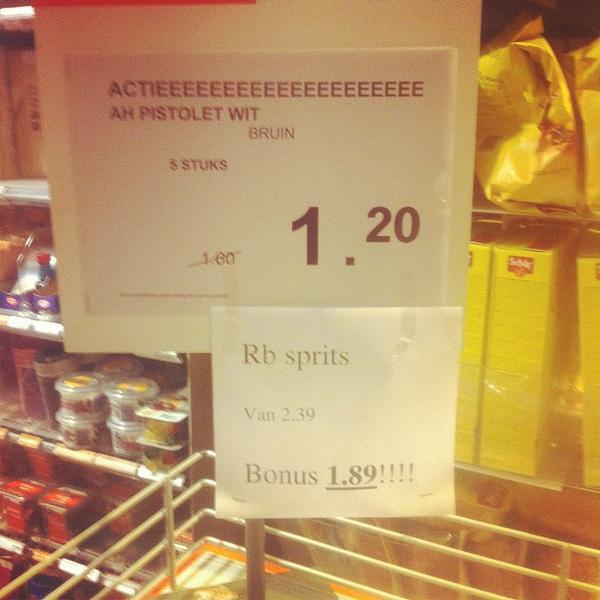 ACTIEEEEEEEEEEEEEEEEEEEEE
AH PISTOLET WIT
BRUIN
5 STUKS
1.60
1.20
Rb sprits
Van 2.39
Bonus 1.89!!!!
Schär